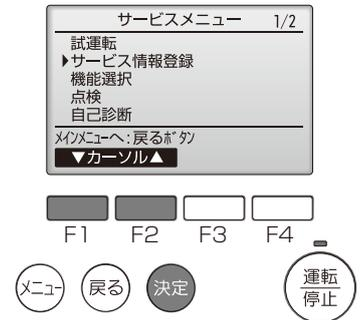 サービスメニュー 1/2
試運転
▶サービス情報登録
機能選択
点検
自己診断
メインメニューへ:戻るボタン
▼カーソル▲
F1 F2 F3 F4
メニュー 戻る 決定 運転
停止